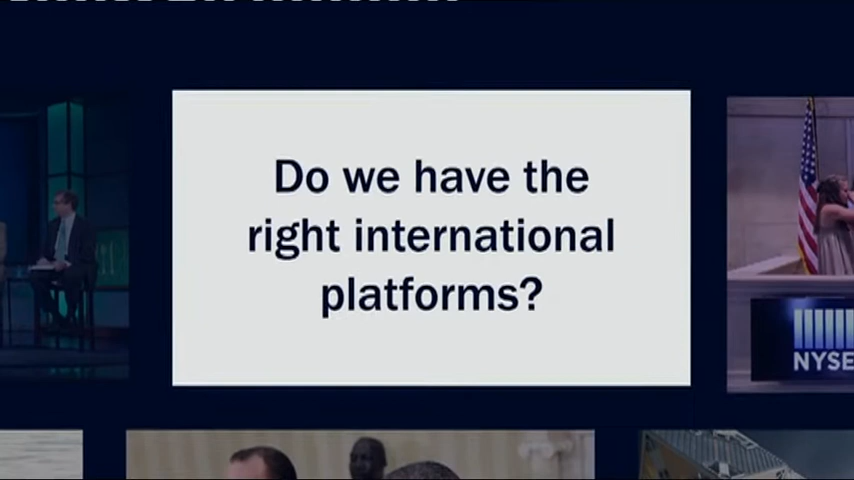 Do we have the
right international
platforms?
NYSE